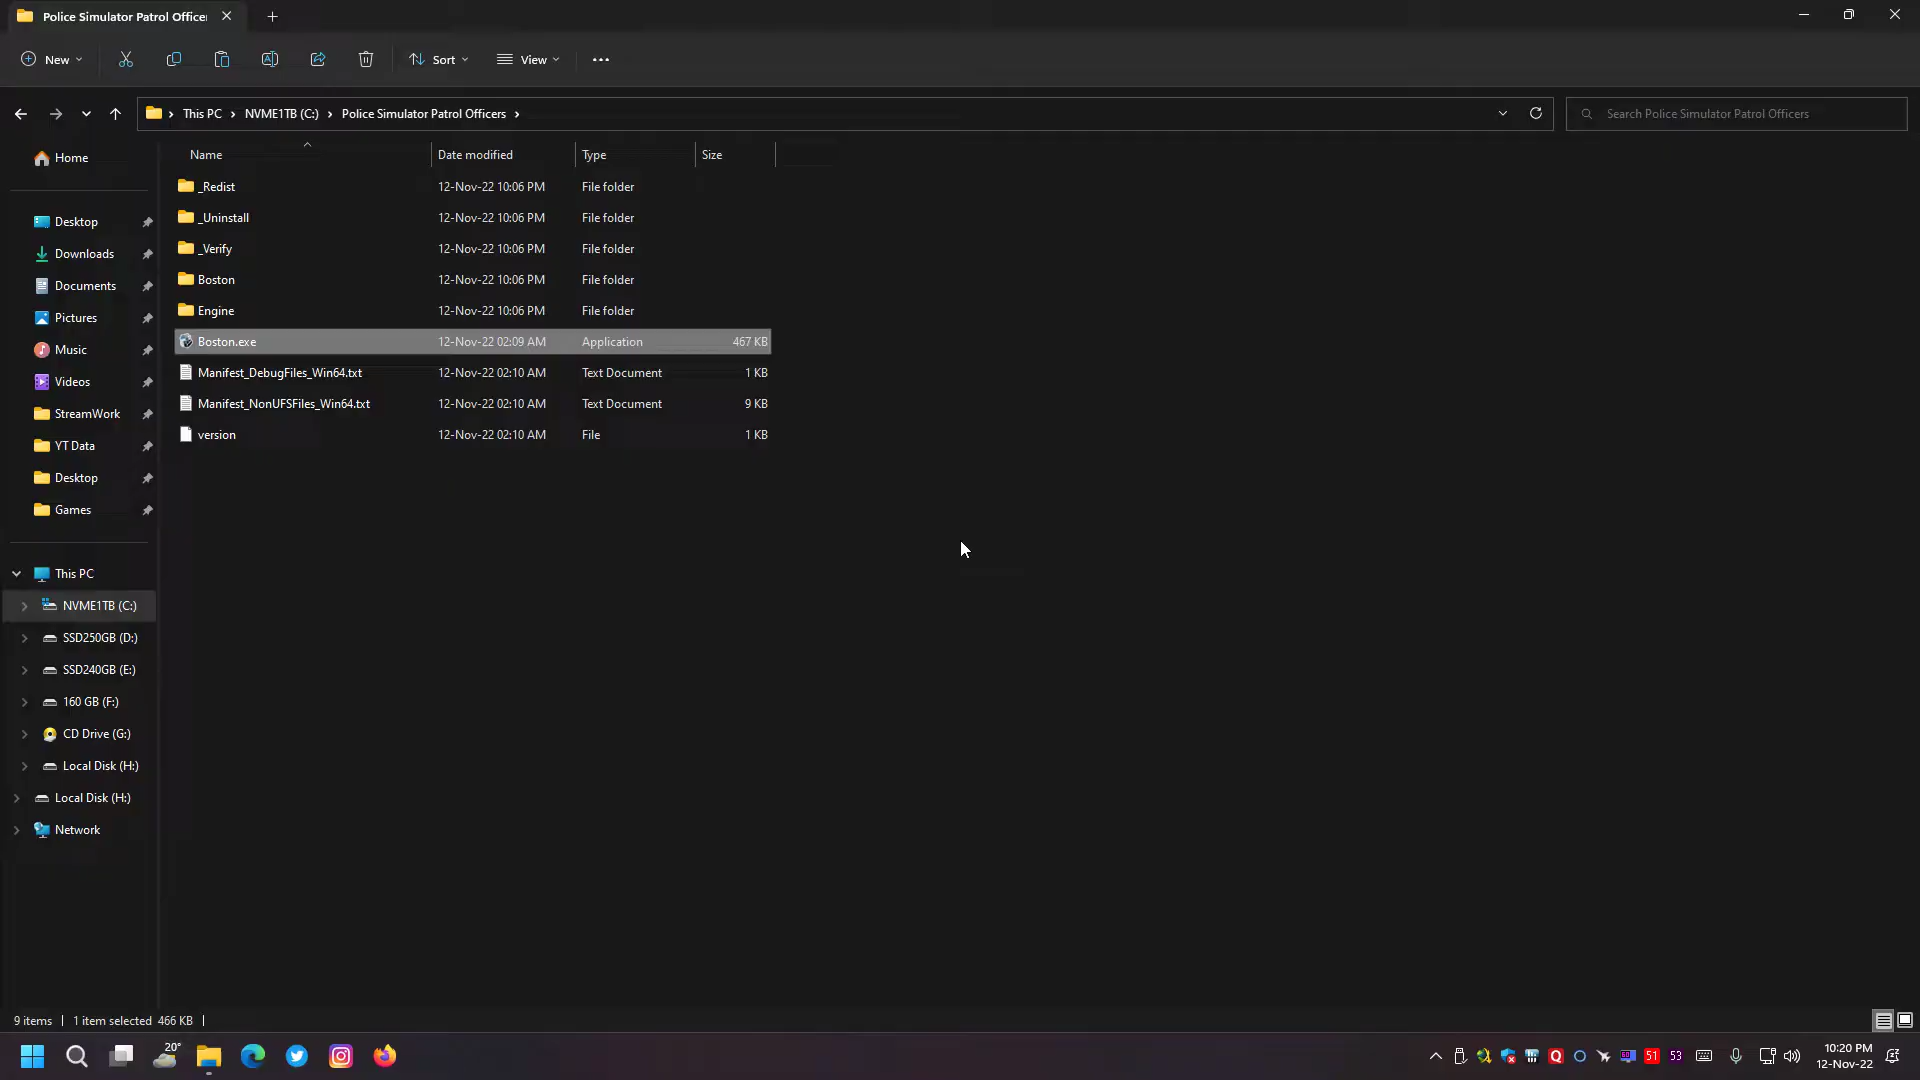 Police Simulator Patrol Officer
New
Sort
View
This PC
NVME1TB (C:)
Police Simulator Patrol Officers
Search Police Simulator Patrol Officers
Name
Date modified
Type
Size
_Redist
12-Nov-22 10:06 PM
File folder
_Uninstall
12-Nov-22 10:06 PM
File folder
_Verify
12-Nov-22 10:06 PM
File folder
Boston
12-Nov-22 10:06 PM
File folder
Engine
12-Nov-22 10:06 PM
File folder
Boston.exe
12-Nov-22 02:09 AM
Application
467 KB
Manifest_DebugFiles_Win64.txt
12-Nov-22 02:10 AM
Text Document
1 KB
Manifest_NonUFSFiles_Win64.txt
12-Nov-22 02:10 AM
Text Document
9 KB
version
12-Nov-22 02:10 AM
File
1 KB
Home
Desktop
Downloads
Documents
Pictures
Music
Videos
StreamWork
YT Data
Desktop
Games
This PC
NVME1TB (C:)
SSD250GB (D:)
SSD240GB (E:)
160 GB (F:)
CD Drive (G:)
Local Disk (H:)
Local Disk (H:)
Network
9 items
1 item selected 466 KB
20°
Q
60
51
53
10:20 PM
12-Nov-22